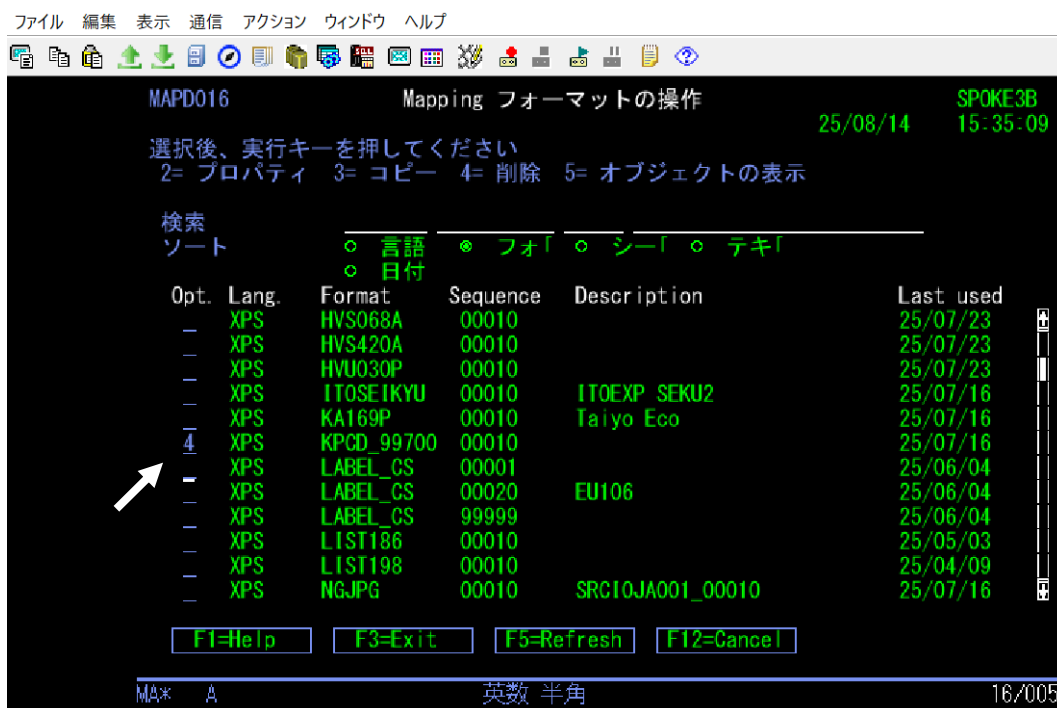 ファイル 編集 表示 通信 アクション ウィンドウ ヘルプ
MAPD016 Mapping フォーマットの操作 SPOKE3B
25/08/14 15:35:09
選択後、実行キーを押してください
2= プロパティ 3= コピー 4= 削除 5= オブジェクトの表示
検索
ソート 言語 フォ「 シー「 テキ「
日付
Opt. Lang. Format Sequence Description Last used
XPS HVS068A 00010 25/07/23
XPS HVS420A 00010 25/07/23
XPS HVU030P 00010 25/07/23
XPS ITOSEIKYU 00010 ITOEXP SEKU2 25/07/16
XPS KA169P 00010 Taiyo Eco 25/07/16
4 XPS KPCD_99700 00010 25/07/16
XPS LABEL_CS 00001 25/06/04
XPS LABEL_CS 00020 EU106 25/06/04
XPS LABEL_CS 99999 25/06/04
XPS LIST186 00010 25/05/03
XPS LIST198 00010 25/04/09
XPS NGJPG 00010 SRCIOJA001_00010 25/07/16
F1=Help F3=Exit F5=Refresh F12=Cancel
MA* A 英数 半角 16/005